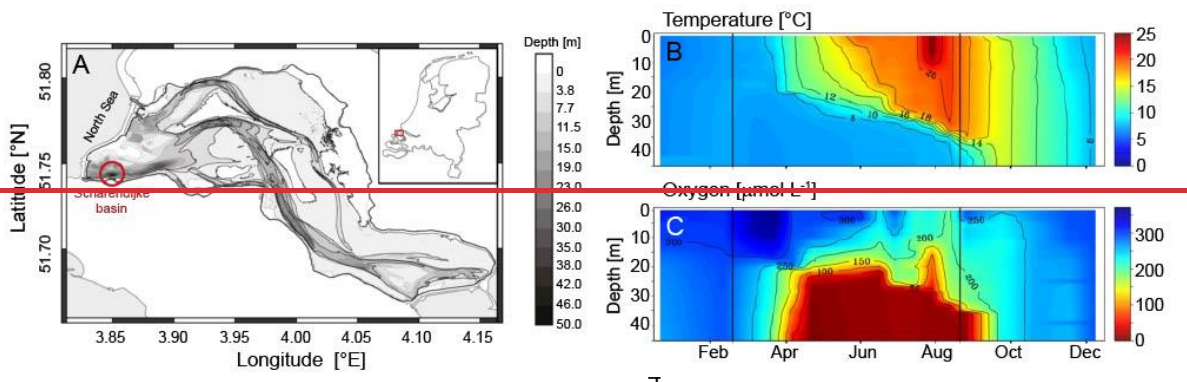 A
North Sea
Scharendijke
basin
51.80
51.75
51.70
Latitude [°N]
3.85 3.90 3.95 4.00 4.05 4.10 4.15
Longitude [°E]
Depth [m]
0
3.8
7.7
11.5
15.0
19.0
23.0
26.0
30.0
35.0
38.0
42.0
46.0
50.0
Temperature [°C]
B
0
10
20
30
40
Depth [m]
12 8 10 16 18 20 14 8
25
20
15
10
5
0
Oxygen [µmol L⁻¹]
C
0
10
20
30
40
Depth [m]
300 300 250 200 250
100 150 50 200
300
200
100
0
Feb Apr Jun Aug Oct Dec